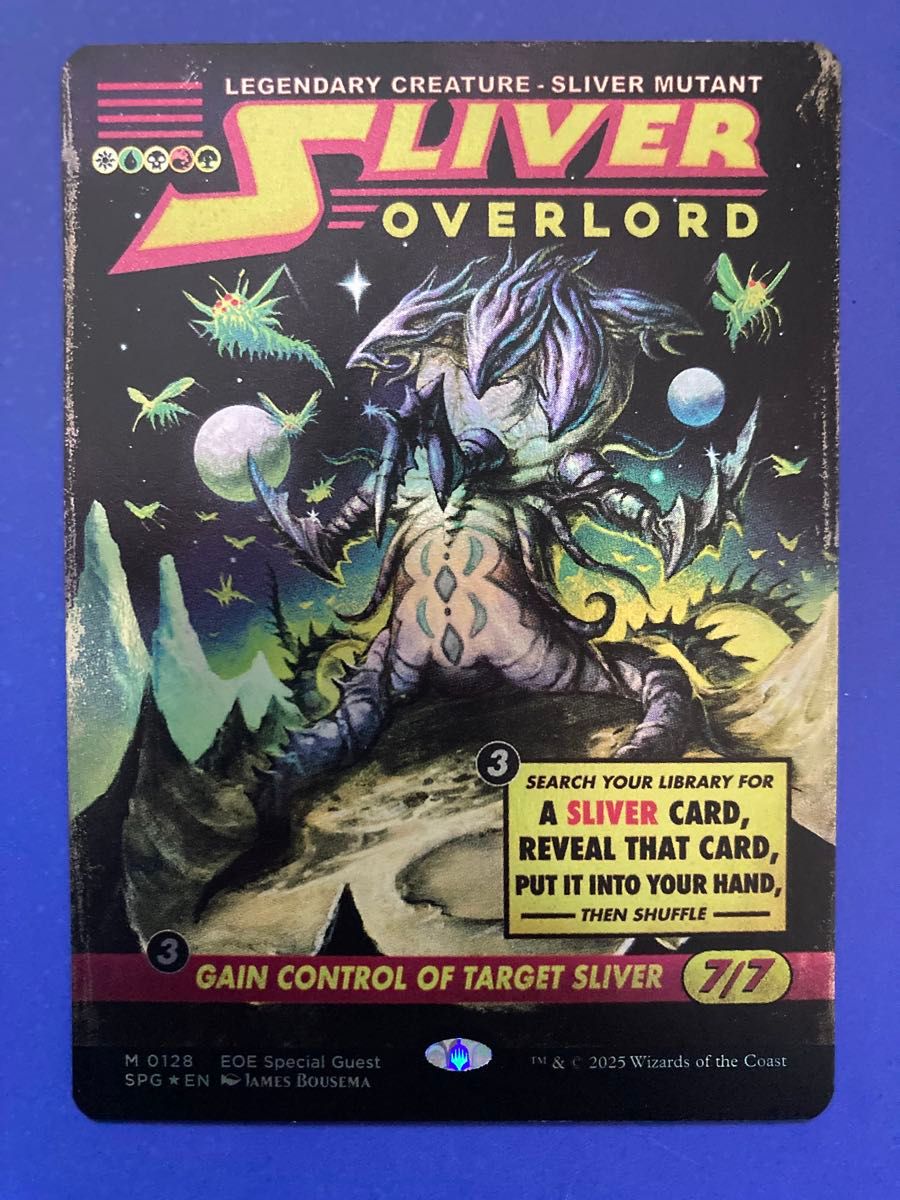 LEGENDARY CREATURE - SLIVER MUTANT
SLIVER
OVERLORD
3
SEARCH YOUR LIBRARY FOR
A SLIVER CARD,
REVEAL THAT CARD,
PUT IT INTO YOUR HAND,
THEN SHUFFLE
3
GAIN CONTROL OF TARGET SLIVER 7/7
M 0128 EOE Special Guest
SPG ★ EN JAMES BOUSEMA
™ & © 2025 Wizards of the Coast